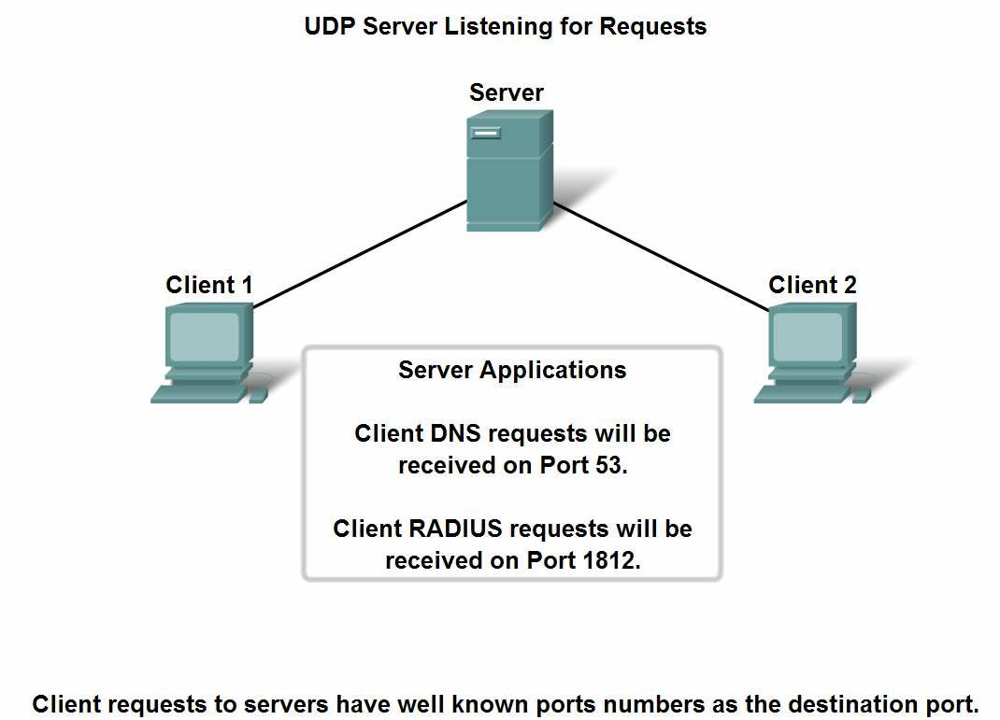 UDP Server Listening for Requests
Server
Client 1
Client 2
Server Applications
Client DNS requests will be
received on Port 53.
Client RADIUS requests will be
received on Port 1812.
Client requests to servers have well known ports numbers as the destination port.